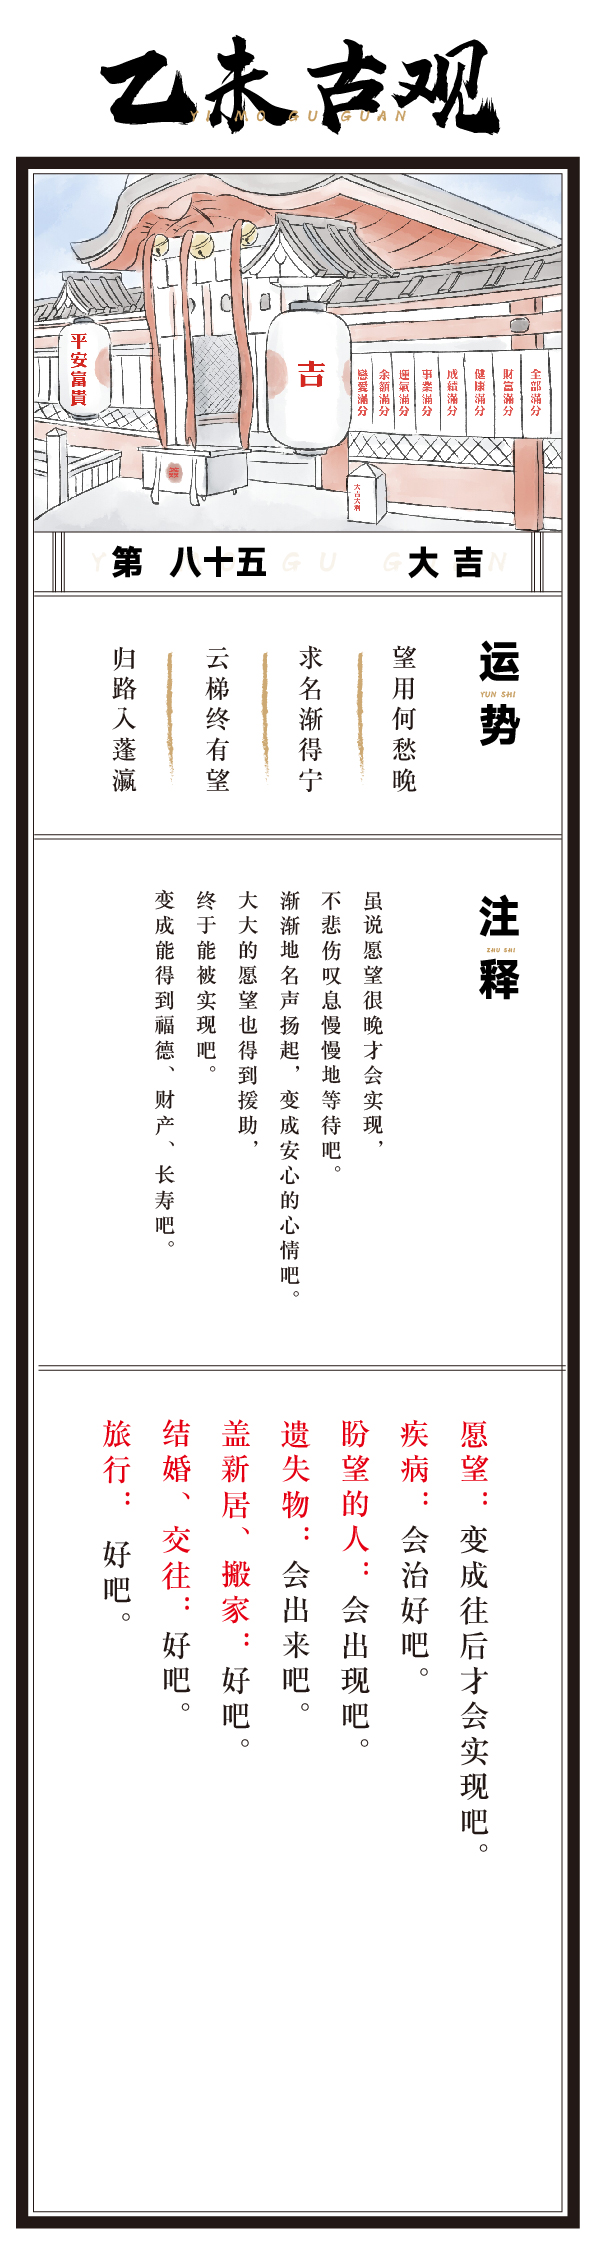 乙未古观
YI MO GU GUAN
平安富貴
吉
戀愛滿分
余額滿分
運氣滿分
事業滿分
成績滿分
健康滿分
財富滿分
全部滿分
大吉大利
第 八十五
大吉
运势
YUN SHI
望用何愁晚
求名渐得宁
云梯终有望
归路入蓬瀛
注释
ZHU SHI
虽说愿望很晚才会实现，
不悲伤叹息慢慢地等待吧。
渐渐地名声扬起，变成安心的心情吧。
大大的愿望也得到援助，
终于能被实现吧。
变成能得到福德、财产、长寿吧。
愿望：变成往后才会实现吧。
疾病：会治好吧。
盼望的人：会出现吧。
遗失物：会出来吧。
盖新居、搬家：好吧。
结婚、交往：好吧。
旅行：好吧。